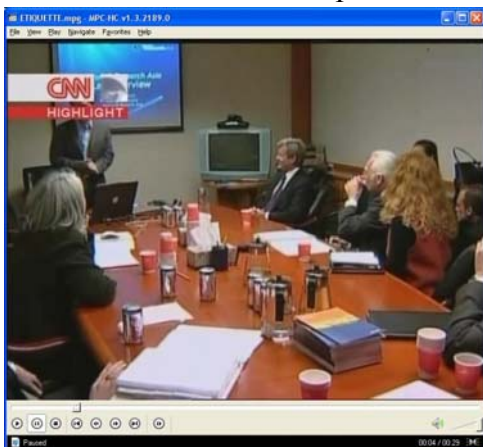 ETIQUETTE.mpg - MPC-HC v1.3.2189.0
File View Play Navigate Favorites Help
CNN
HIGHLIGHT
Paused
00:04 / 00:29